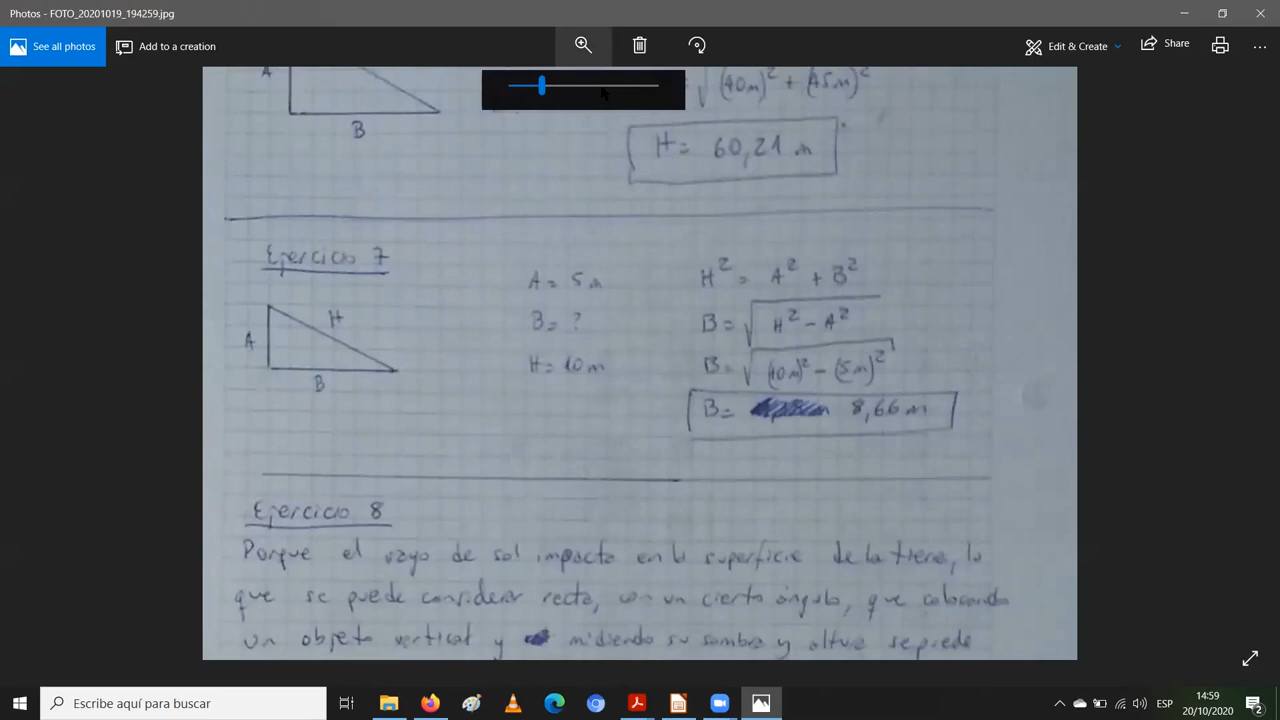 Photos - FOTO_20201019_194259.jpg
See all photos
Add to a creation
Edit & Create
Share
A
B
√(40m)² + (45m)²
H = 60,21 m
Ejercicio 7
A
H
B
A = 5 m
B = ?
H = 10 m
H² = A² + B²
B = √H² - A²
B = √(10m)² - (5m)²
B = 8,66 m
Ejercicio 8
Porque el rayo de sol impacta en la superficie de la tierra, lo
que se puede considerar recta, con un cierto ángulo, que colocando
un objeto vertical y midiendo su sombra y altura se puede
Escribe aquí para buscar
ESP
14:59
20/10/2020
2